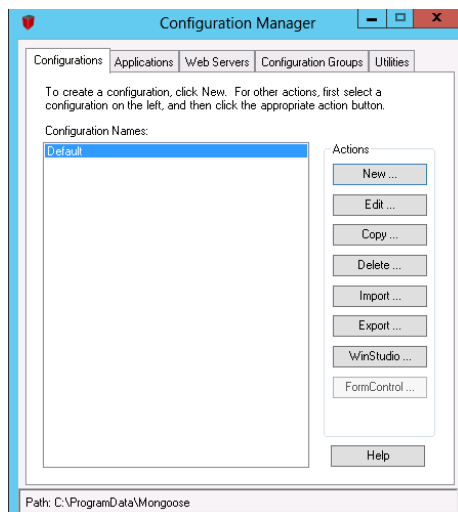 Configuration Manager
Configurations Applications Web Servers Configuration Groups Utilities
To create a configuration, click New. For other actions, first select a
configuration on the left, and then click the appropriate action button.
Configuration Names:
Default
Actions
New ...
Edit ...
Copy ...
Delete ...
Import ...
Export ...
WinStudio ...
FormControl ...
Help
Path: C:\ProgramData\Mongoose